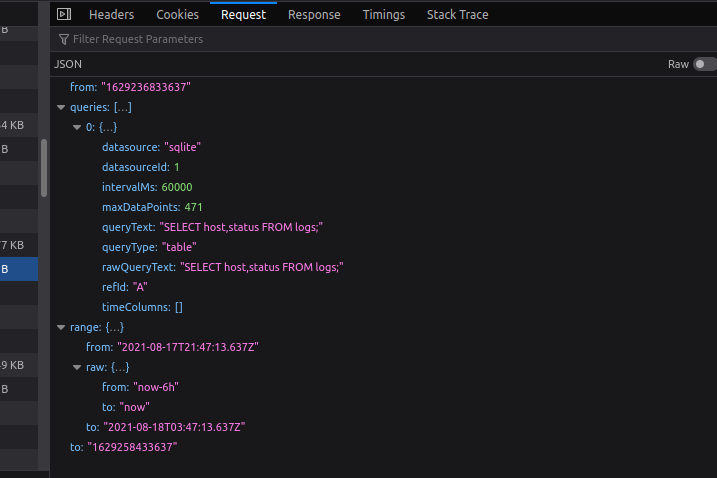 Headers Cookies Request Response Timings Stack Trace
B
Filter Request Parameters
JSON Raw
from: "1629236833637"
queries: […]
4 KB 0: {…}
B datasource: "sqlite"
datasourceId: 1
intervalMs: 60000
maxDataPoints: 471
queryText: "SELECT host,status FROM logs;"
7 KB queryType: "table"
B rawQueryText: "SELECT host,status FROM logs;"
refId: "A"
timeColumns: []
range: {…}
from: "2021-08-17T21:47:13.637Z"
9 KB raw: {…}
B from: "now-6h"
to: "now"
to: "2021-08-18T03:47:13.637Z"
to: "1629258433637"